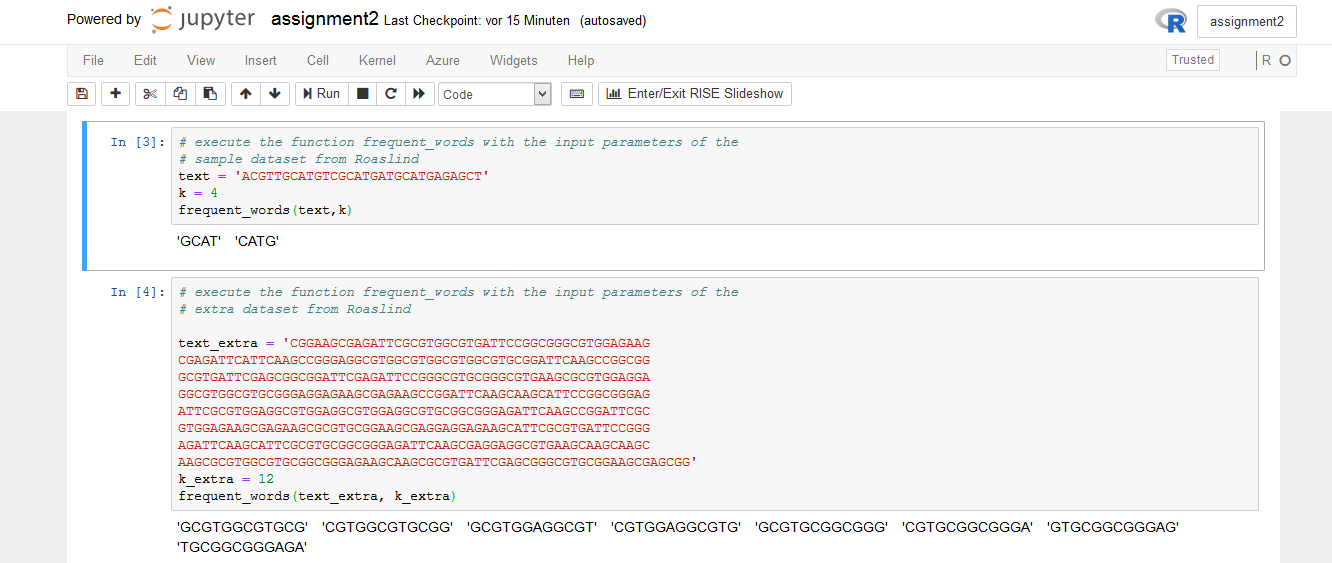 Powered by jupyter assignment2 Last Checkpoint: vor 15 Minuten (autosaved) R assignment2
File Edit View Insert Cell Kernel Azure Widgets Help Trusted R
Run Code Enter/Exit RISE Slideshow
In [3]: # execute the function frequent_words with the input parameters of the
# sample dataset from Roaslind
text = 'ACGTTGCATGTCGCATGATGCATGAGAGCT'
k = 4
frequent_words(text,k)
'GCAT' 'CATG'
In [4]: # execute the function frequent_words with the input parameters of the
# extra dataset from Roaslind
text_extra = 'CGGAAGCGAGATTCGCGTGGCGTGATTCCGGCGGGCGTGGAGAAG
CGAGATTCATTCAAGCCGGGAGGCGTGGCGTGGCGTGGCGTGCGGATTCAAGCCGGCGG
GCGTGATTCGAGCGGCGGATTCGAGATTCCGGGCGTGCGGGCGTGAAGCGCGTGGAGGA
GGCGTGGCGTGCGGGAGGAGAAGCGAGAAGCCGGATTCAAGCAAGCATTCCGGCGGGAG
ATTCGCGTGGAGGCGTGGAGGCGTGGAGGCGTGCGGCGGGAGATTCAAGCCGGATTCGC
GTGGAGAAGCGAGAAGCGCGTGCGGAAGCGAGGAGGAGAAGCATTCGCGTGATTCCGGG
AGATTCAAGCATTCGCGTGCGGCGGGAGATTCAAGCGAGGAGGCGTGAAGCAAGCAAGC
AAGCGCGTGGCGTGCGGCGGGAGAAGCAAGCGCGTGATTCGAGCGGGCGTGCGGAAGCGAGCGG'
k_extra = 12
frequent_words(text_extra, k_extra)
'GCGTGGCGTGCG' 'CGTGGCGTGCGG' 'GCGTGGAGGCGT' 'CGTGGAGGCGTG' 'GCGTGCGGCGGG' 'CGTGCGGCGGGA' 'GTGCGGCGGGAG'
'TGCGGCGGGAGA'